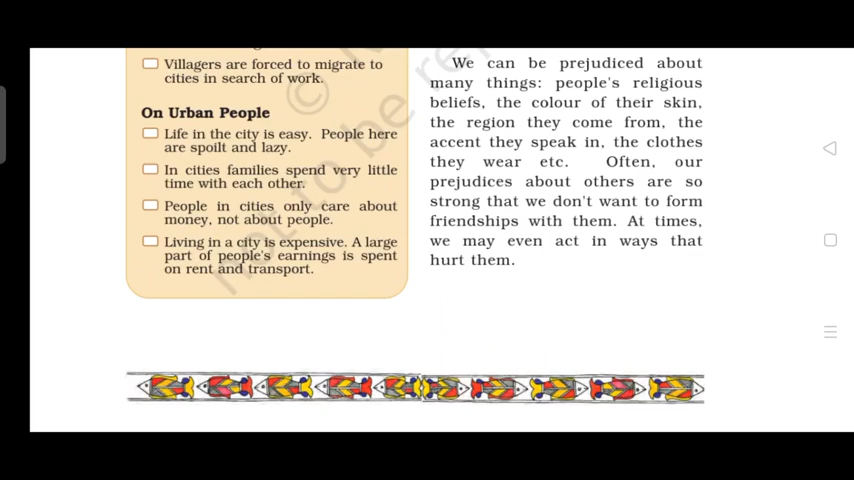 Villagers are forced to migrate to
cities in search of work.
On Urban People
Life in the city is easy. People here
are spoilt and lazy.
In cities families spend very little
time with each other.
People in cities only care about
money, not about people.
Living in a city is expensive. A large
part of people's earnings is spent
on rent and transport.
We can be prejudiced about
many things: people's religious
beliefs, the colour of their skin,
the region they come from, the
accent they speak in, the clothes
they wear etc. Often, our
prejudices about others are so
strong that we don't want to form
friendships with them. At times,
we may even act in ways that
hurt them.
©
not to be re